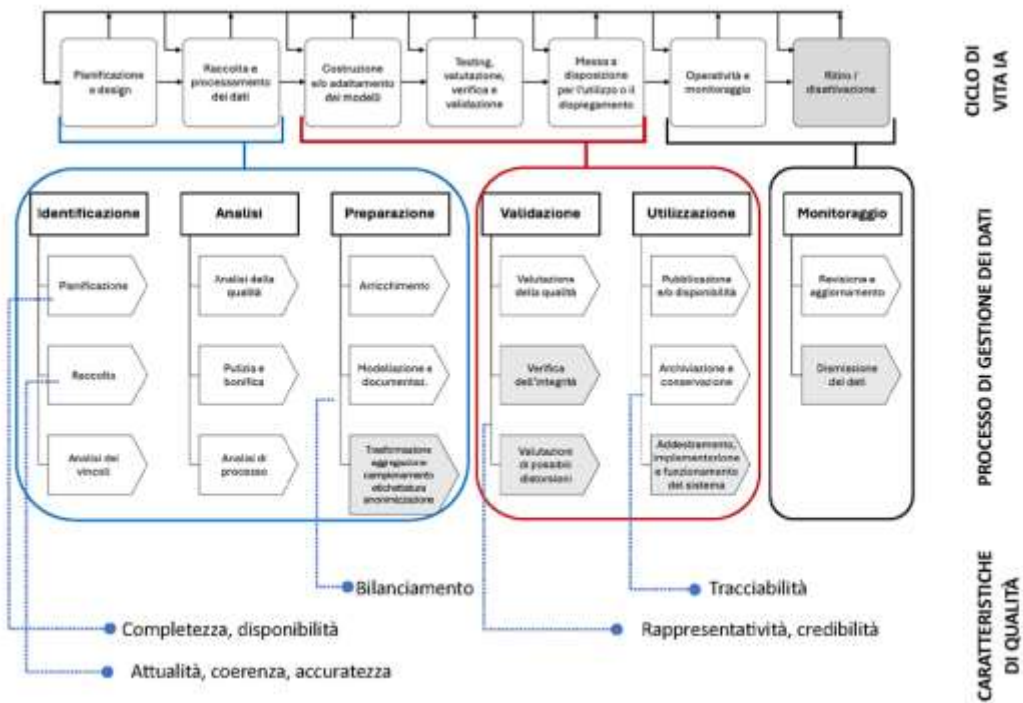 Pianificazione
e design
Raccolta e
processamento
dei dati
Costruzione
e/o adattamento
dei modelli
Testing,
valutazione,
verifica e
validazione
Messa a
disposizione
per l'utilizzo o il
dispiegamento
Operatività e
monitoraggio
Ritiro /
disattivazione
CICLO DI
VITA IA
Identificazione
Analisi
Preparazione
Validazione
Utilizzazione
Monitoraggio
Pianificazione
Analisi della
qualità
Arricchimento
Valutazione
della qualità
Pubblicazione
e/o disponibilità
Revisione e
aggiornamento
Raccolta
Pulizia e
bonifica
Modellazione e
documentaz.
Verifica
dell'integrità
Archiviazione e
conservazione
Dismissione
dei dati
Analisi dei
vincoli
Analisi di
processo
Trasformazione
aggregazione
campionamento
etichettatura
anonimizzazione
Valutazioni
di possibili
distorsioni
Addestramento,
implementazione
e funzionamento
del sistema
PROCESSO DI GESTIONE DEI DATI
Bilanciamento
Tracciabilità
Completezza, disponibilità
Rappresentatività, credibilità
Attualità, coerenza, accuratezza
CARATTERISTICHE
DI QUALITÀ